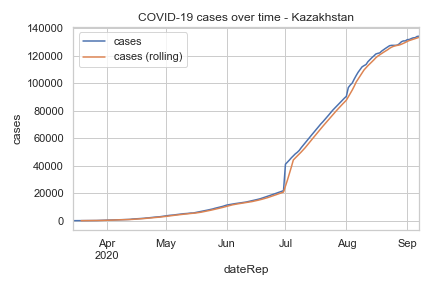 COVID-19 cases over time - Kazakhstan
cases
cases (rolling)
cases
140000
120000
100000
80000
60000
40000
20000
0
Apr May Jun Jul Aug Sep
2020
dateRep